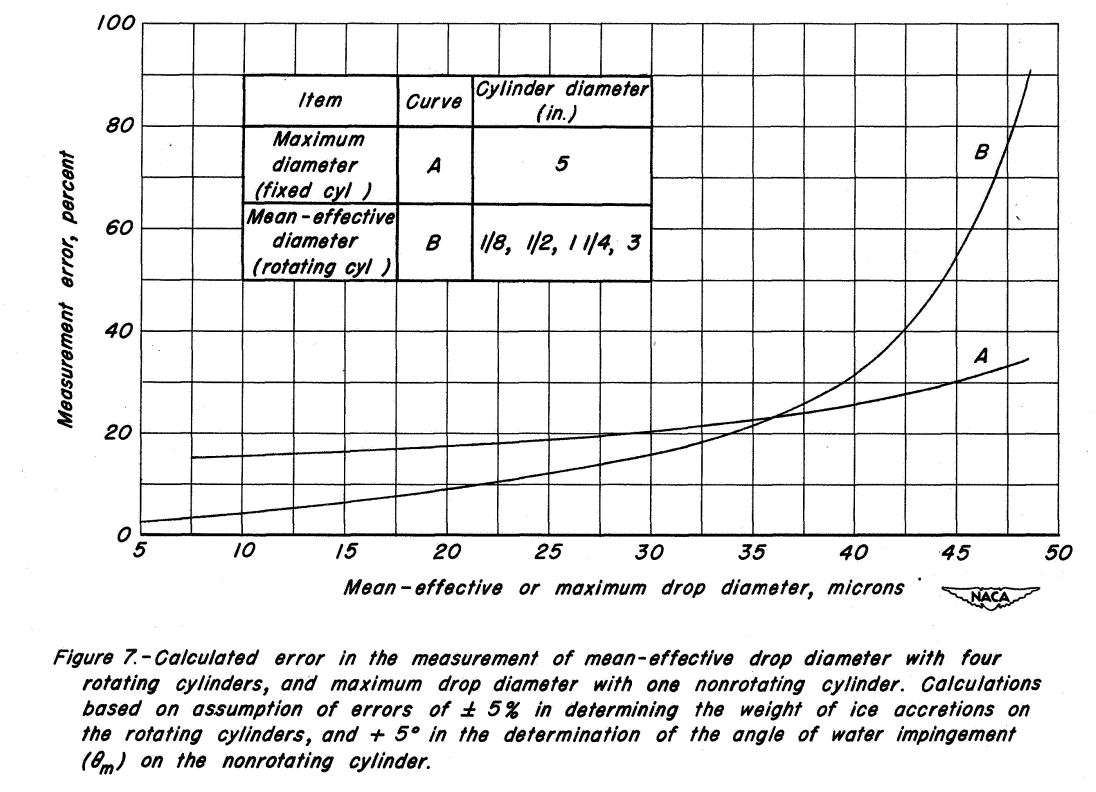 100
80
60
40
20
0
Measurement error, percent
Item
Curve
Cylinder diameter
(in.)
Maximum
diameter
(fixed cyl )
A
5
Mean-effective
diameter
(rotating cyl )
B
1/8, 1/2, 1 1/4, 3
B
A
5 10 15 20 25 30 35 40 45 50
Mean-effective or maximum drop diameter, microns
NACA
Figure 7.-Calculated error in the measurement of mean-effective drop diameter with four
rotating cylinders, and maximum drop diameter with one nonrotating cylinder. Calculations
based on assumption of errors of ± 5% in determining the weight of ice accretions on
the rotating cylinders, and + 5° in the determination of the angle of water impingement
(θm) on the nonrotating cylinder.